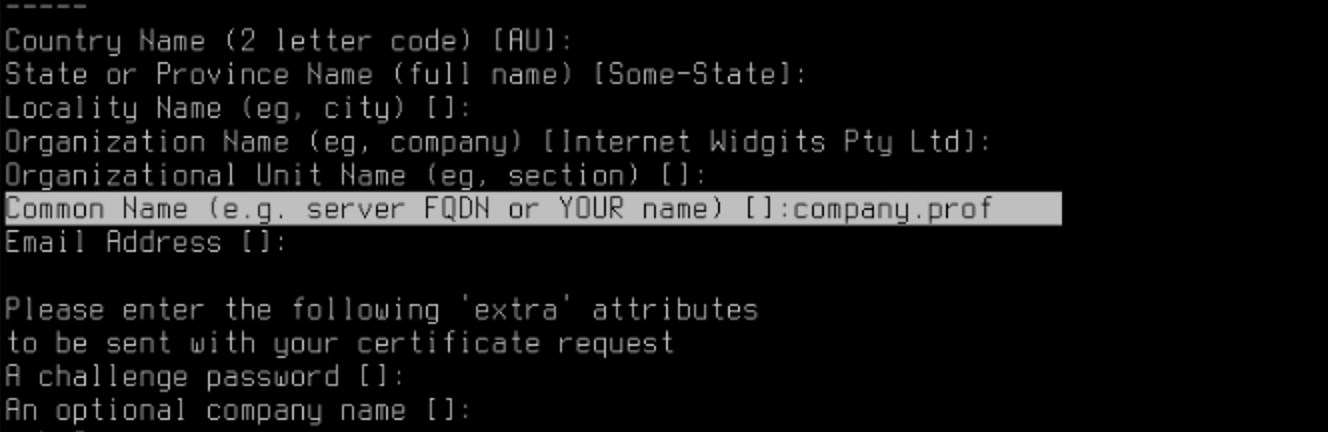 -----
Country Name (2 letter code) [AU]:
State or Province Name (full name) [Some-State]:
Locality Name (eg, city) []:
Organization Name (eg, company) [Internet Widgits Pty Ltd]:
Organizational Unit Name (eg, section) []:
Common Name (e.g. server FQDN or YOUR name) []:company.prof
Email Address []:
Please enter the following 'extra' attributes
to be sent with your certificate request
A challenge password []:
An optional company name []: